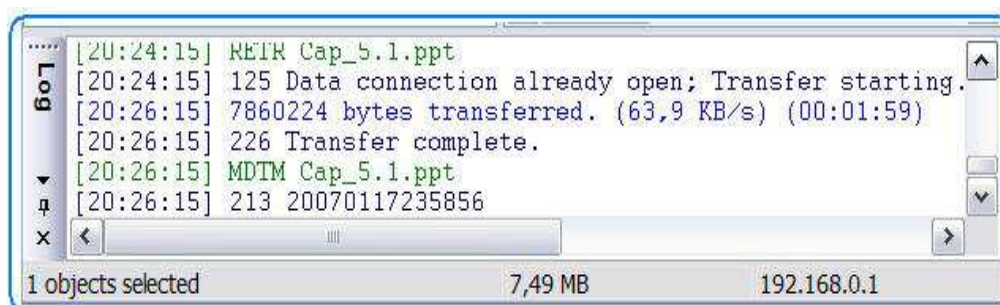 Log
[20:24:15] RETR Cap_5.1.ppt
[20:24:15] 125 Data connection already open; Transfer starting.
[20:26:15] 7860224 bytes transferred. (63,9 KB/s) (00:01:59)
[20:26:15] 226 Transfer complete.
[20:26:15] MDTM Cap_5.1.ppt
[20:26:15] 213 20070117235856
1 objects selected 7,49 MB 192.168.0.1